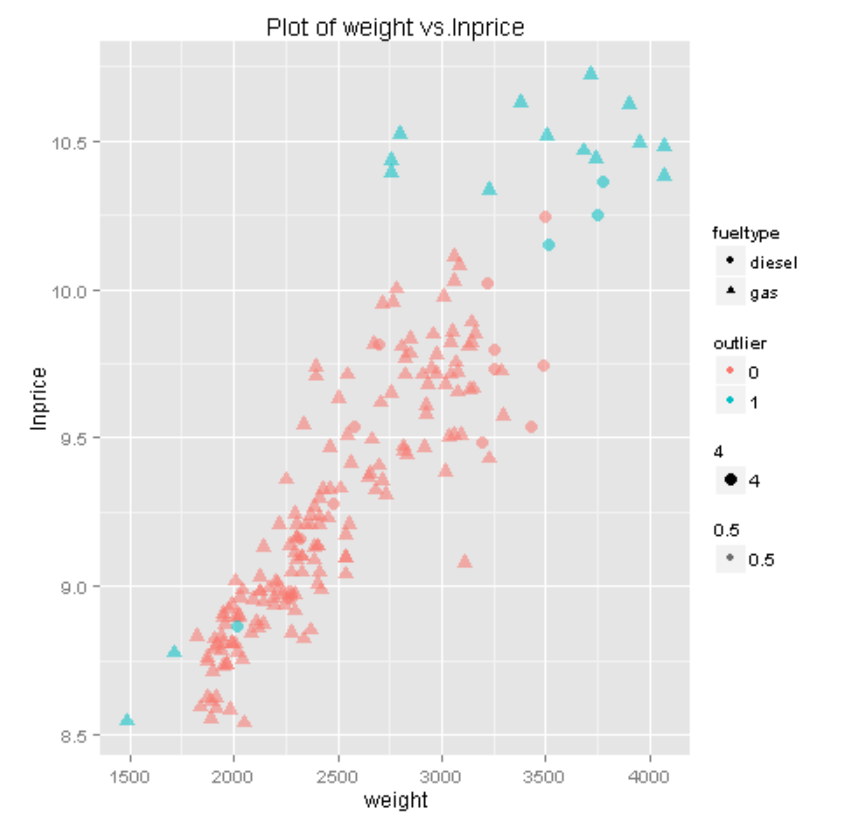 Plot of weight vs.lnprice
10.5
10.0
9.5
9.0
8.5
lnprice
1500 2000 2500 3000 3500 4000
weight
fueltype
diesel
gas
outlier
0
1
4
4
0.5
0.5